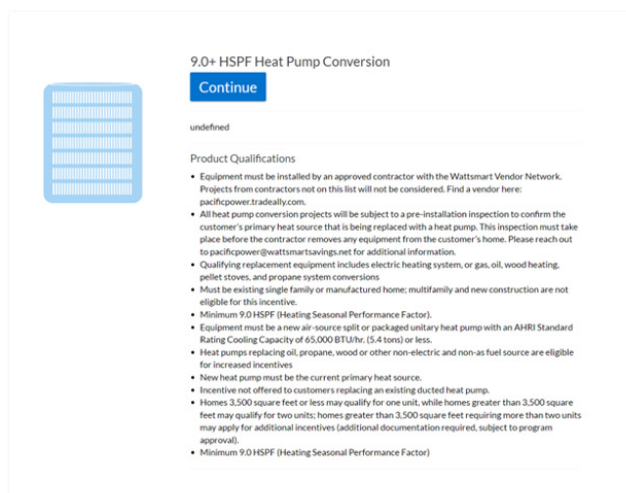 9.0+ HSPF Heat Pump Conversion
Continue
undefined
Product Qualifications
• Equipment must be installed by an approved contractor with the Wattsmart Vendor Network.
Projects from contractors not on this list will not be considered. Find a vendor here:
pacificpower.tradeally.com.
• All heat pump conversion projects will be subject to a pre-installation inspection to confirm the
customer's primary heat source that is being replaced with a heat pump. This inspection must take
place before the contractor removes any equipment from the customer's home. Please reach out
to pacificpower@wattsmartsavings.net for additional information.
• Qualifying replacement equipment includes electric heating system, or gas, oil, wood heating,
pellet stoves, and propane system conversions
• Must be existing single family or manufactured home; multifamily and new construction are not
eligible for this incentive.
• Minimum 9.0 HSPF (Heating Seasonal Performance Factor).
• Equipment must be a new air-source split or packaged unitary heat pump with an AHRI Standard
Rating Cooling Capacity of 65,000 BTU/hr. (5.4 tons) or less.
• Heat pumps replacing oil, propane, wood or other non-electric and non-as fuel source are eligible
for increased incentives
• New heat pump must be the current primary heat source.
• Incentive not offered to customers replacing an existing ducted heat pump.
• Homes 3,500 square feet or less may qualify for one unit, while homes greater than 3,500 square
feet may qualify for two units; homes greater than 3,500 square feet requiring more than two units
may apply for additional incentives (additional documentation required, subject to program
approval).
• Minimum 9.0 HSPF (Heating Seasonal Performance Factor)